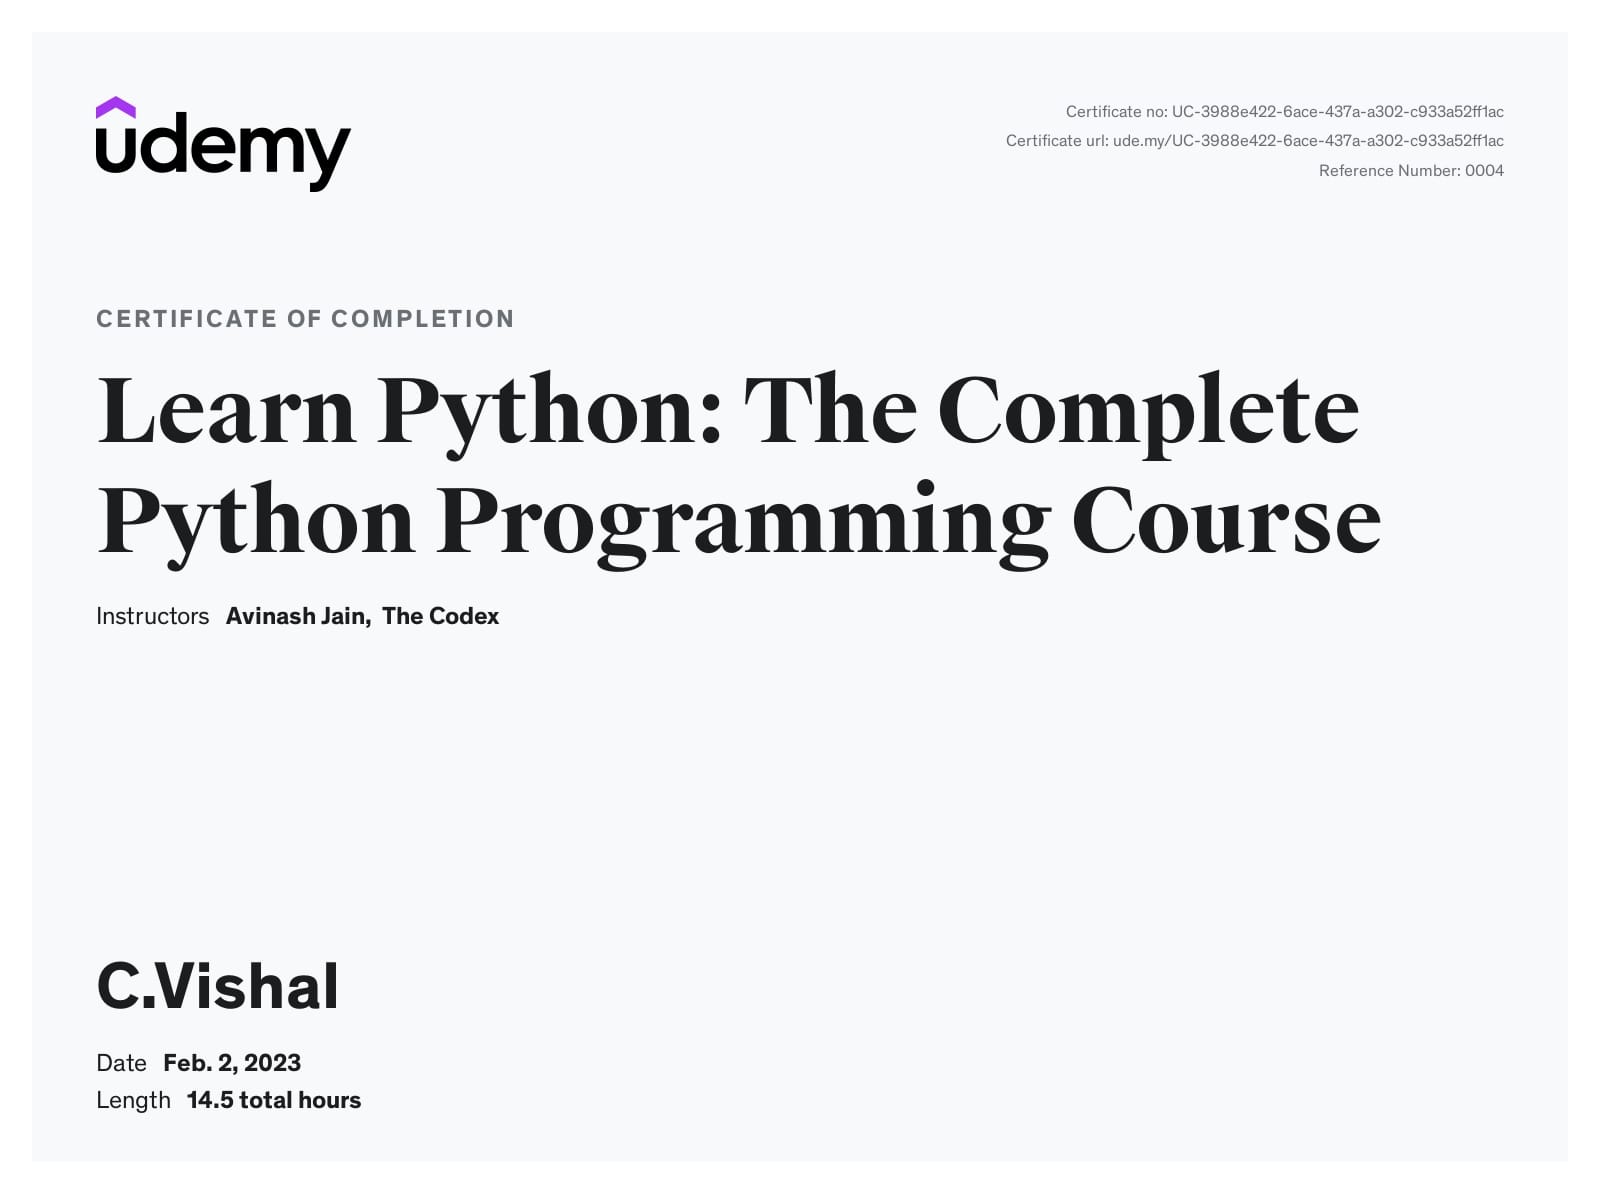 udemy
Certificate no: UC-3988e422-6ace-437a-a302-c933a52ff1ac
Certificate url: ude.my/UC-3988e422-6ace-437a-a302-c933a52ff1ac
Reference Number: 0004
CERTIFICATE OF COMPLETION
Learn Python: The Complete
Python Programming Course
Instructors Avinash Jain, The Codex
C.Vishal
Date Feb. 2, 2023
Length 14.5 total hours